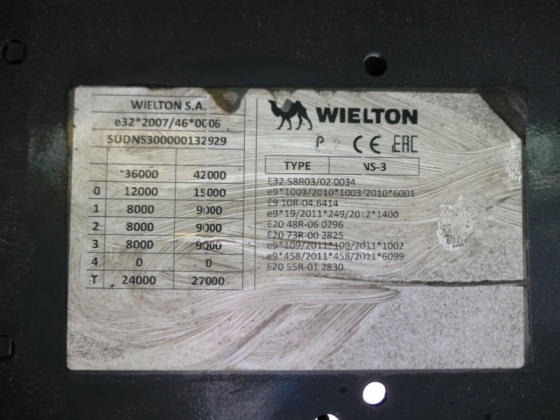 WIELTON S.A.
e32*2007/46*0006
SUDNS300000132929
36000 42000
0 12000 15000
1 8000 9000
2 8000 9000
3 8000 9000
4 0 0
T 24000 27000
WIELTON
P CE EAC
TYPE VS-3
E32 58R03/02 0034
e9*1003/2010*1003/2010*6001
E9 10R-04.6414
e9*19/2011*249/2012*1400
E20 48R-06 0296
E20 73R-00 2825
e9*109/2011*109/2011*1002
e9*458/2011*458/2011*6099
E20 55R-01 2830